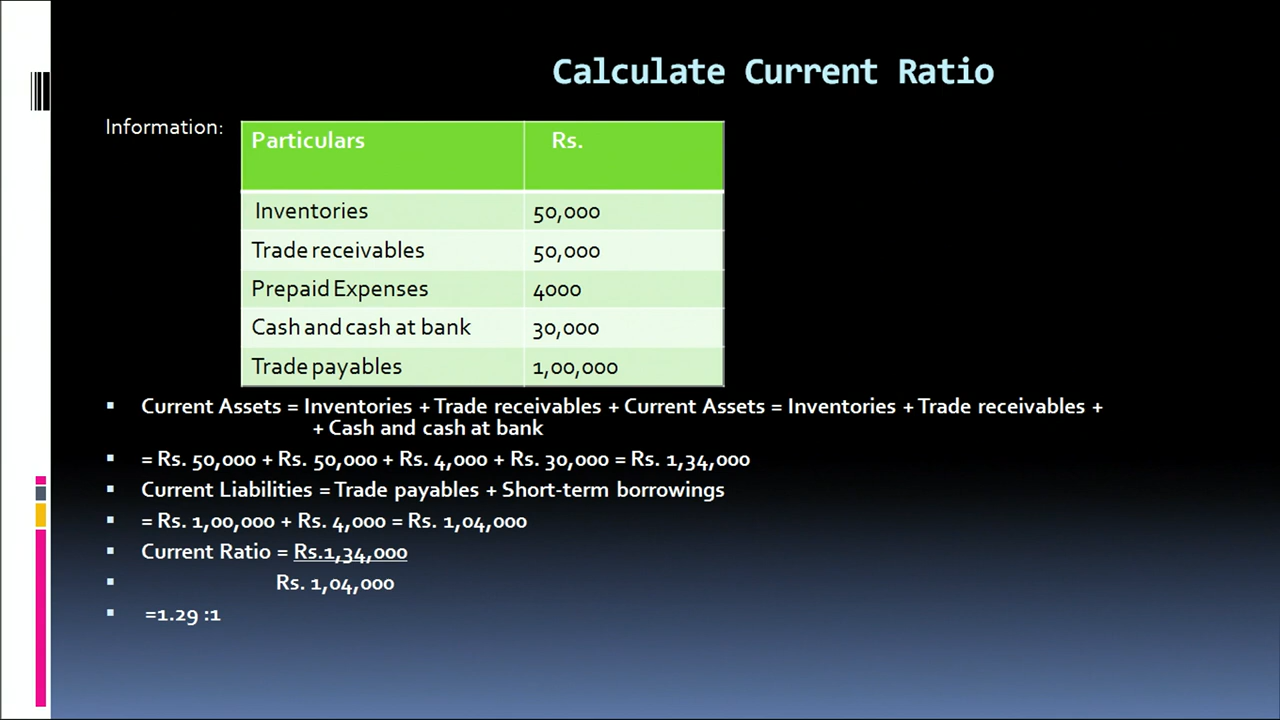 Calculate Current Ratio
Information:
Particulars Rs.
Inventories 50,000
Trade receivables 50,000
Prepaid Expenses 4000
Cash and cash at bank 30,000
Trade payables 1,00,000
Current Assets = Inventories + Trade receivables + Current Assets = Inventories + Trade receivables +
+ Cash and cash at bank
= Rs. 50,000 + Rs. 50,000 + Rs. 4,000 + Rs. 30,000 = Rs. 1,34,000
Current Liabilities = Trade payables + Short-term borrowings
= Rs. 1,00,000 + Rs. 4,000 = Rs. 1,04,000
Current Ratio = Rs.1,34,000
Rs. 1,04,000
=1.29 :1